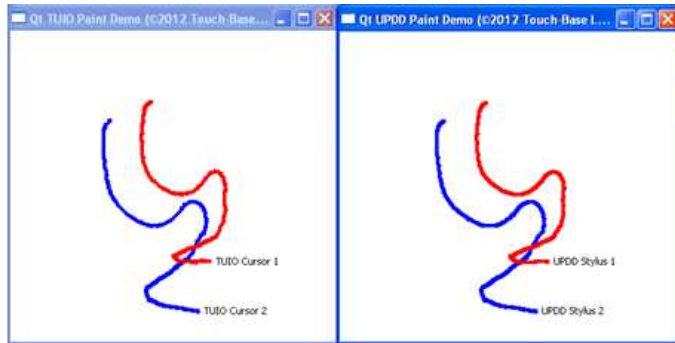 Qt TUIO Paint Demo (©2012 Touch-Base...
Qt UPDD Paint Demo (©2012 Touch-Base L...
TUIO Cursor 1
UPDD Stylus 1
TUIO Cursor 2
UPDD Stylus 2